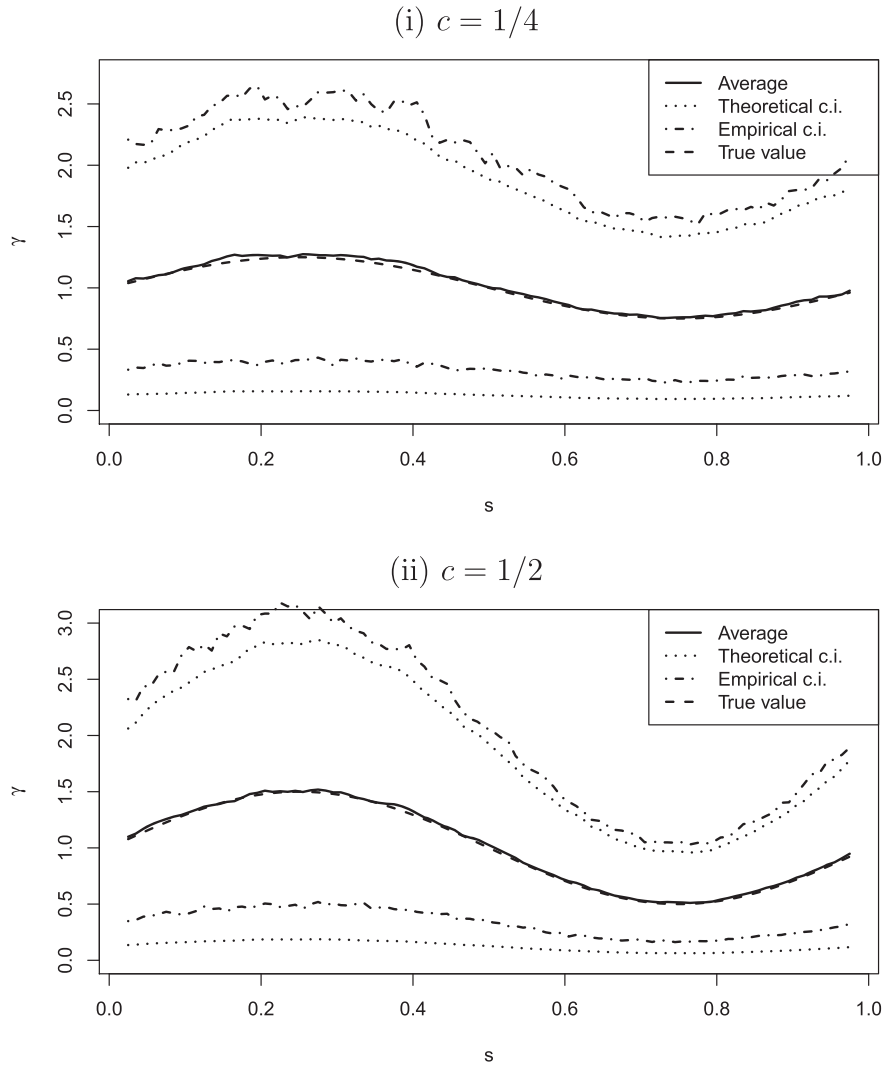 (i) c = 1/4
Average
Theoretical c.i.
Empirical c.i.
True value
γ
2.5
2.0
1.5
1.0
0.5
0.0
0.0 0.2 0.4 0.6 0.8 1.0
s
(ii) c = 1/2
Average
Theoretical c.i.
Empirical c.i.
True value
γ
3.0
2.5
2.0
1.5
1.0
0.5
0.0
0.0 0.2 0.4 0.6 0.8 1.0
s